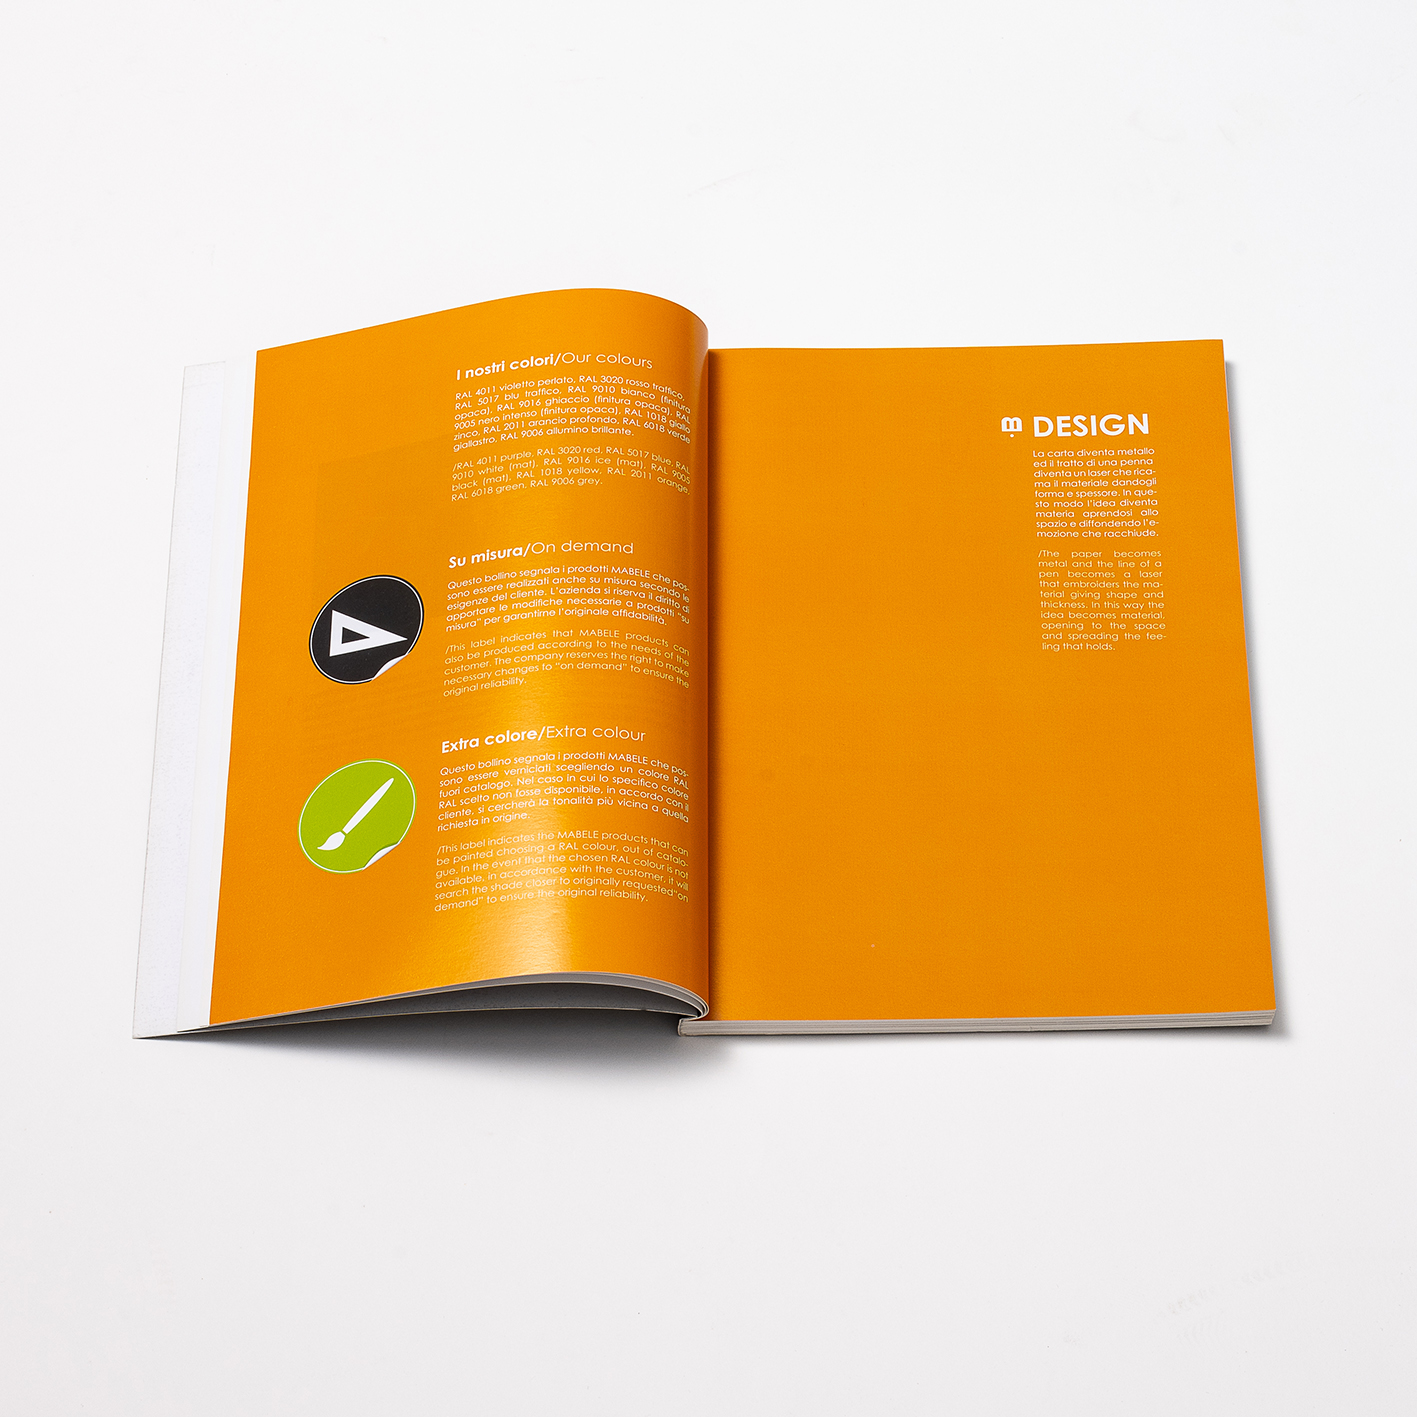 I nostri colori/Our colours
RAL 4011 violetto perlato, RAL 3020 rosso traffico,
RAL 5017 blu traffico, RAL 9010 bianco (finitura
opaca), RAL 9016 ghiaccio (finitura opaca), RAL
9005 nero intenso (finitura opaca), RAL 1018 giallo
zinco, RAL 2011 arancio profondo, RAL 6018 verde
giallastro, RAL 9006 allumino brillante.
/RAL 4011 purple, RAL 3020 red, RAL 5017 blue, RAL
9010 white (mat), RAL 9016 ice (mat), RAL 9005
black (mat), RAL 1018 yellow, RAL 2011 orange,
RAL 6018 green, RAL 9006 grey.
Su misura/On demand
Questo bollino segnala i prodotti MABELE che pos-
sono essere realizzati anche su misura secondo le
esigenze del cliente. L'azienda si riserva il diritto di
apportare le modifiche necessarie a prodotti "su
misura" per garantirne l'originale affidabilità.
/This label indicates that MABELE products can
also be produced according to the needs of the
customer. The company reserves the right to make
necessary changes to "on demand" to ensure the
original reliability.
Extra colore/Extra colour
Questo bollino segnala i prodotti MABELE che pos-
sono essere verniciati scegliendo un colore RAL
fuori catalogo. Nel caso in cui lo specifico colore
RAL scelto non fosse disponibile, in accordo con il
cliente, si cercherà la tonalità più vicina a quella
richiesta in origine.
/This label indicates the MABELE products that can
be painted choosing a RAL colour, out of catalo-
gue. In the event that the chosen RAL colour is not
available, in accordance with the customer, it will
search the shade closer to originally requested"on
demand" to ensure the original reliability.
m DESIGN
La carta diventa metallo
ed il tratto di una penna
diventa un laser che rica-
ma il materiale dandogli
forma e spessore. In que-
sto modo l'idea diventa
materia aprendosi allo
spazio e diffondendo l'e-
mozione che racchiude.
/The paper becomes
metal and the line of a
pen becomes a laser
that embroiders the ma-
terial giving shape and
thickness. In this way the
idea becomes material,
opening to the space
and spreading the fee-
ling that holds.